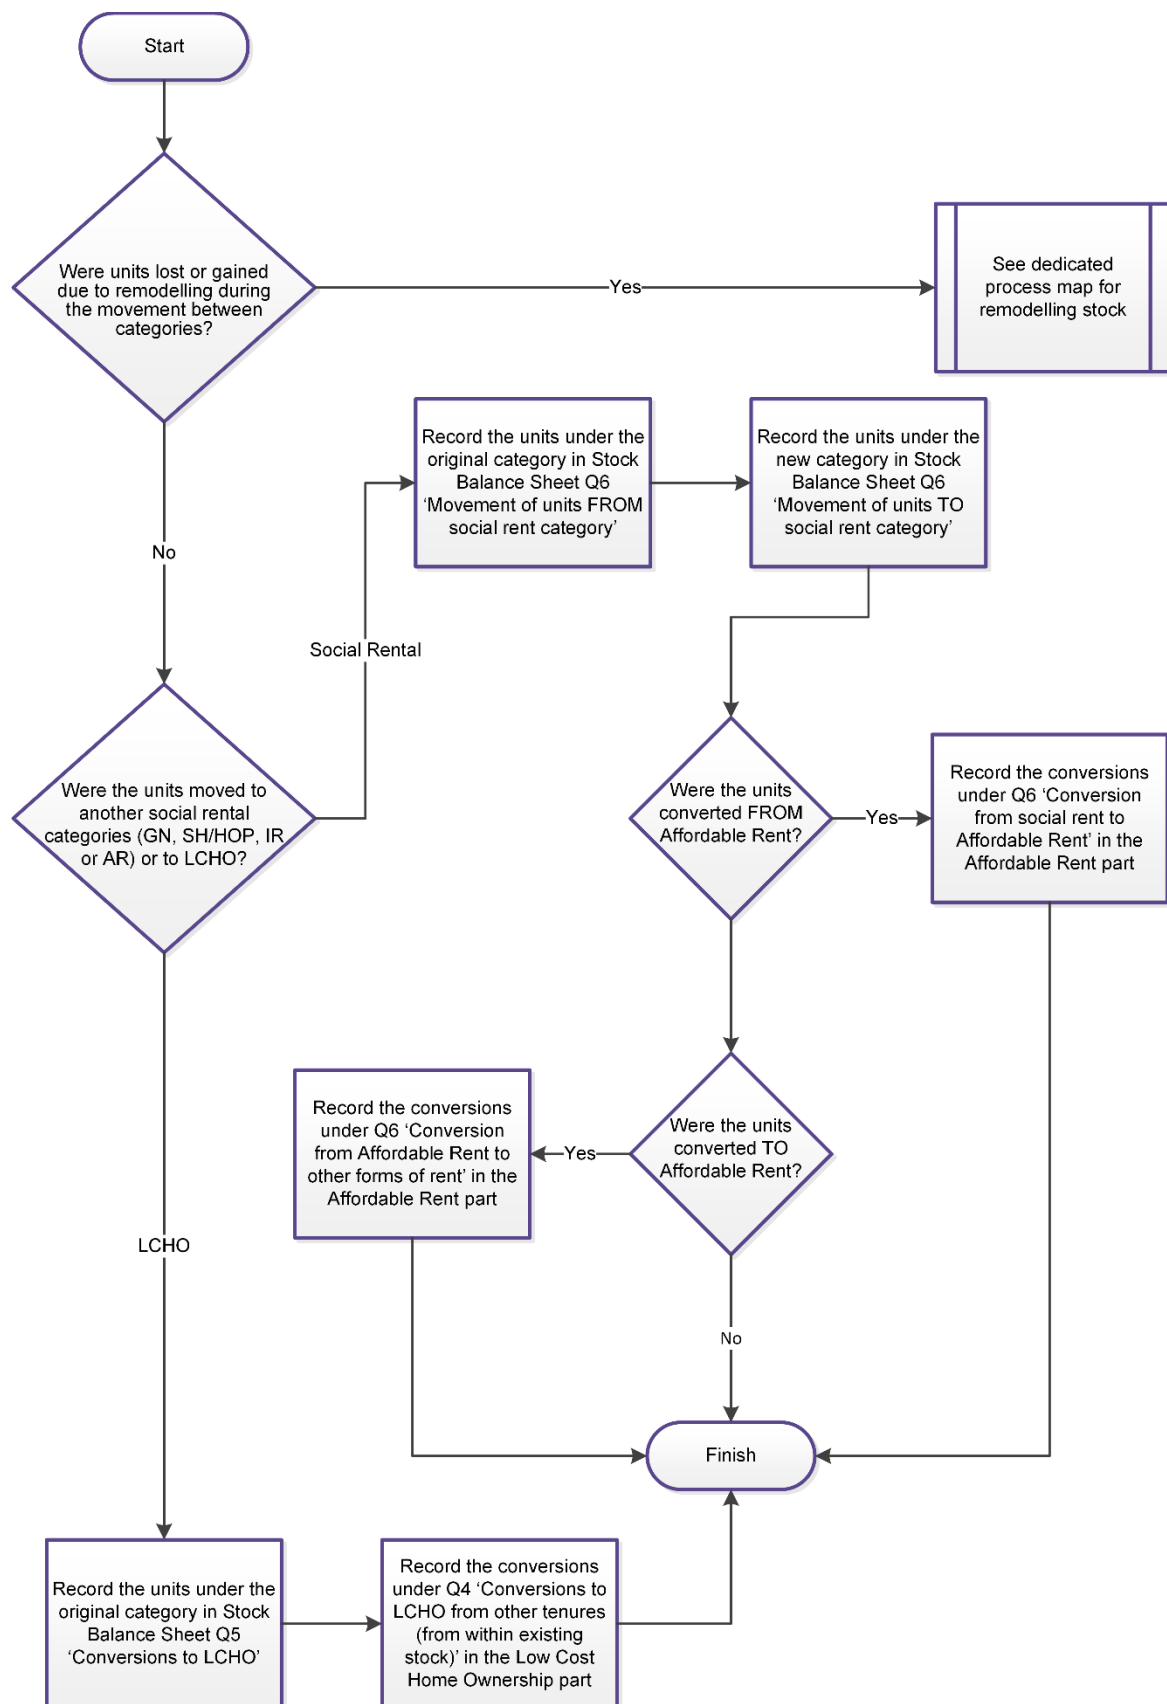 Start
Were units lost or gained
due to remodelling during
the movement between
categories?
Yes
See dedicated
process map for
remodelling stock
No
Record the units under the
original category in Stock
Balance Sheet Q6
‘Movement of units FROM
social rent category’
Record the units under the
new category in Stock
Balance Sheet Q6
‘Movement of units TO
social rent category’
Social Rental
Were the units moved to
another social rental
categories (GN, SH/HOP, IR
or AR) or to LCHO?
Were the units
converted FROM
Affordable Rent?
Yes
Record the conversions
under Q6 ‘Conversion
from social rent to
Affordable Rent’ in the
Affordable Rent part
Were the units
converted TO
Affordable Rent?
Yes
Record the conversions
under Q6 ‘Conversion
from Affordable Rent to
other forms of rent’ in the
Affordable Rent part
LCHO
No
Finish
Record the units under the
original category in Stock
Balance Sheet Q5
‘Conversions to LCHO’
Record the conversions
under Q4 ‘Conversions to
LCHO from other tenures
(from within existing
stock)’ in the Low Cost
Home Ownership part